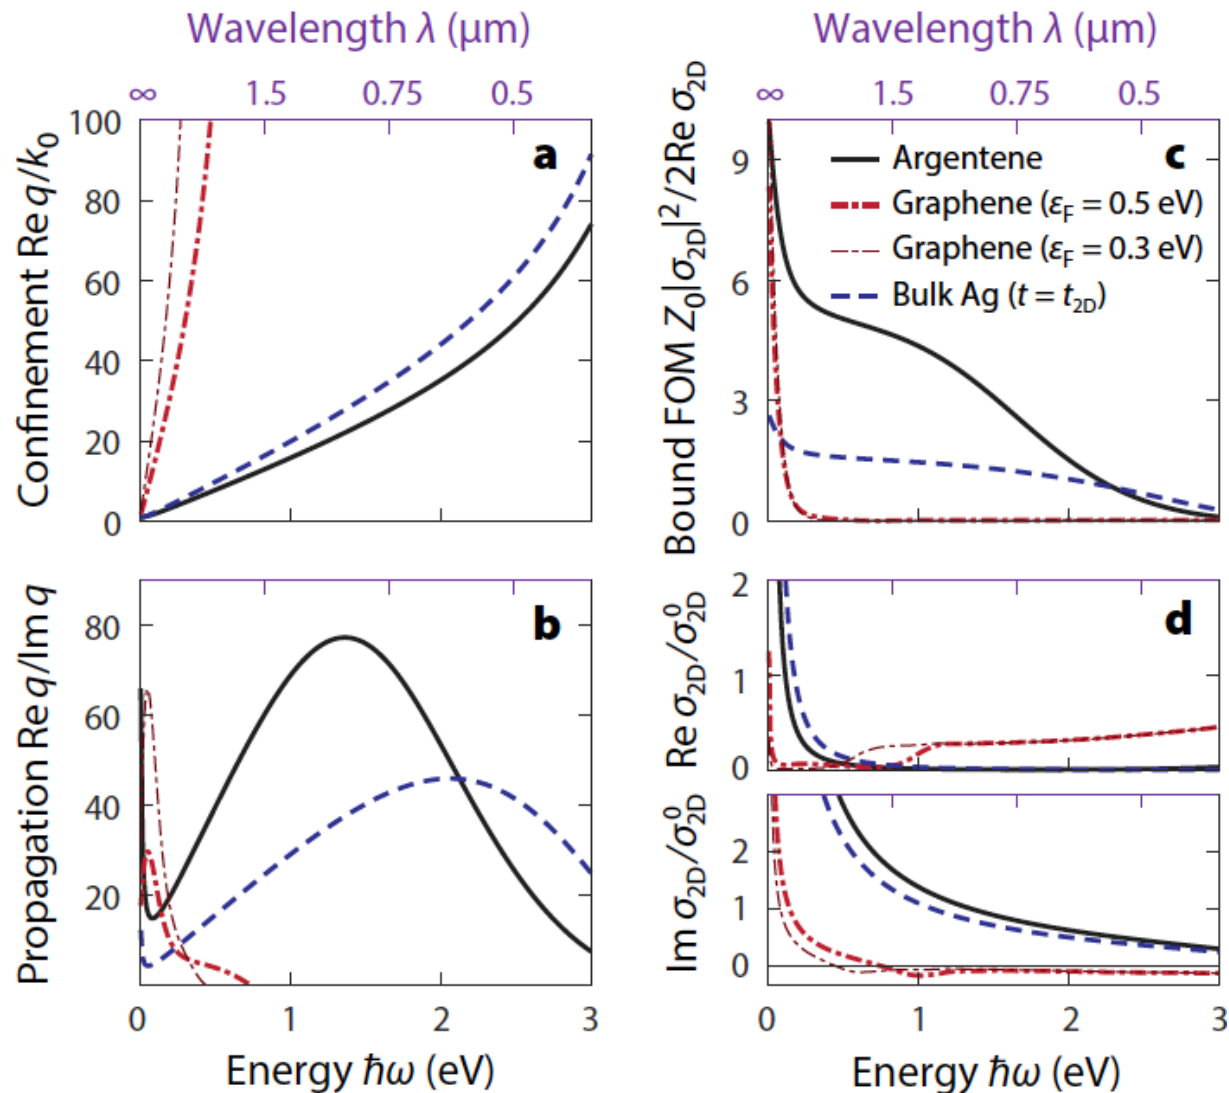 Wavelength λ (μm)
∞ 1.5 0.75 0.5
Confinement Re q/k₀
100
80
60
40
20
0
a
Propagation Re q/Im q
80
60
40
20
b
0 1 2 3
Energy ħω (eV)
Wavelength λ (μm)
∞ 1.5 0.75 0.5
Bound FOM Z₀|σ₂D|²/2Re σ₂D
9
6
3
0
c
Argentene
Graphene (εF = 0.5 eV)
Graphene (εF = 0.3 eV)
Bulk Ag (t = t₂D)
Re σ₂D/σ⁰₂D
2
1
0
d
Im σ₂D/σ⁰₂D
2
1
0
0 1 2 3
Energy ħω (eV)